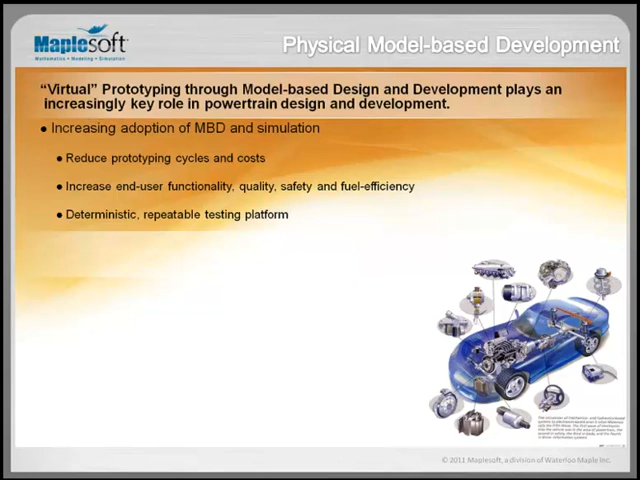 Maplesoft
Mathematics • Modeling • Simulation
Physical Model-based Development
“Virtual” Prototyping through Model-based Design and Development plays an
increasingly key role in powertrain design and development.
● Increasing adoption of MBD and simulation
● Reduce prototyping cycles and costs
● Increase end-user functionality, quality, safety and fuel-efficiency
● Deterministic, repeatable testing platform
© 2011 Maplesoft, a division of Waterloo Maple Inc.